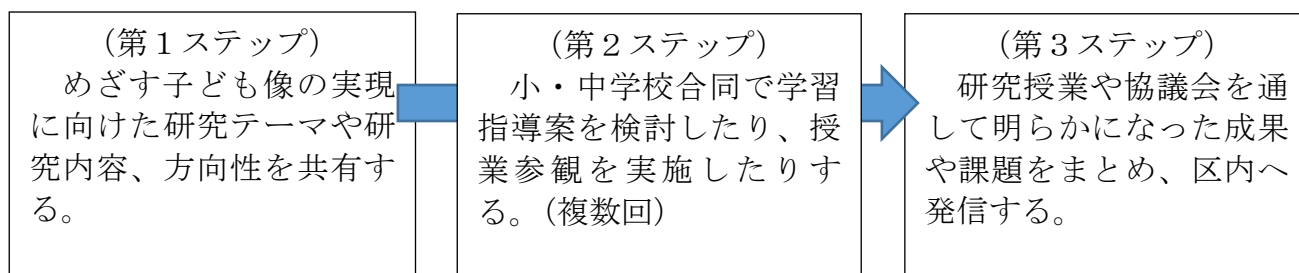 （第１ステップ）
めざす子ども像の実現
に向けた研究テーマや研
究内容、方向性を共有す
る。
（第２ステップ）
小・中学校合同で学習
指導案を検討したり、授
業参観を実施したりす
る。（複数回）
（第３ステップ）
研究授業や協議会を通
して明らかになった成果
や課題をまとめ、区内へ
発信する。